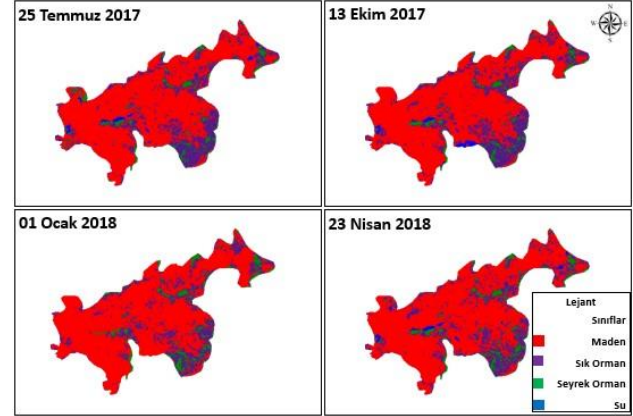 25 Temmuz 2017
13 Ekim 2017
N
W E
S
01 Ocak 2018
23 Nisan 2018
Lejant
Sınıflar
Maden
Sık Orman
Seyrek Orman
Su